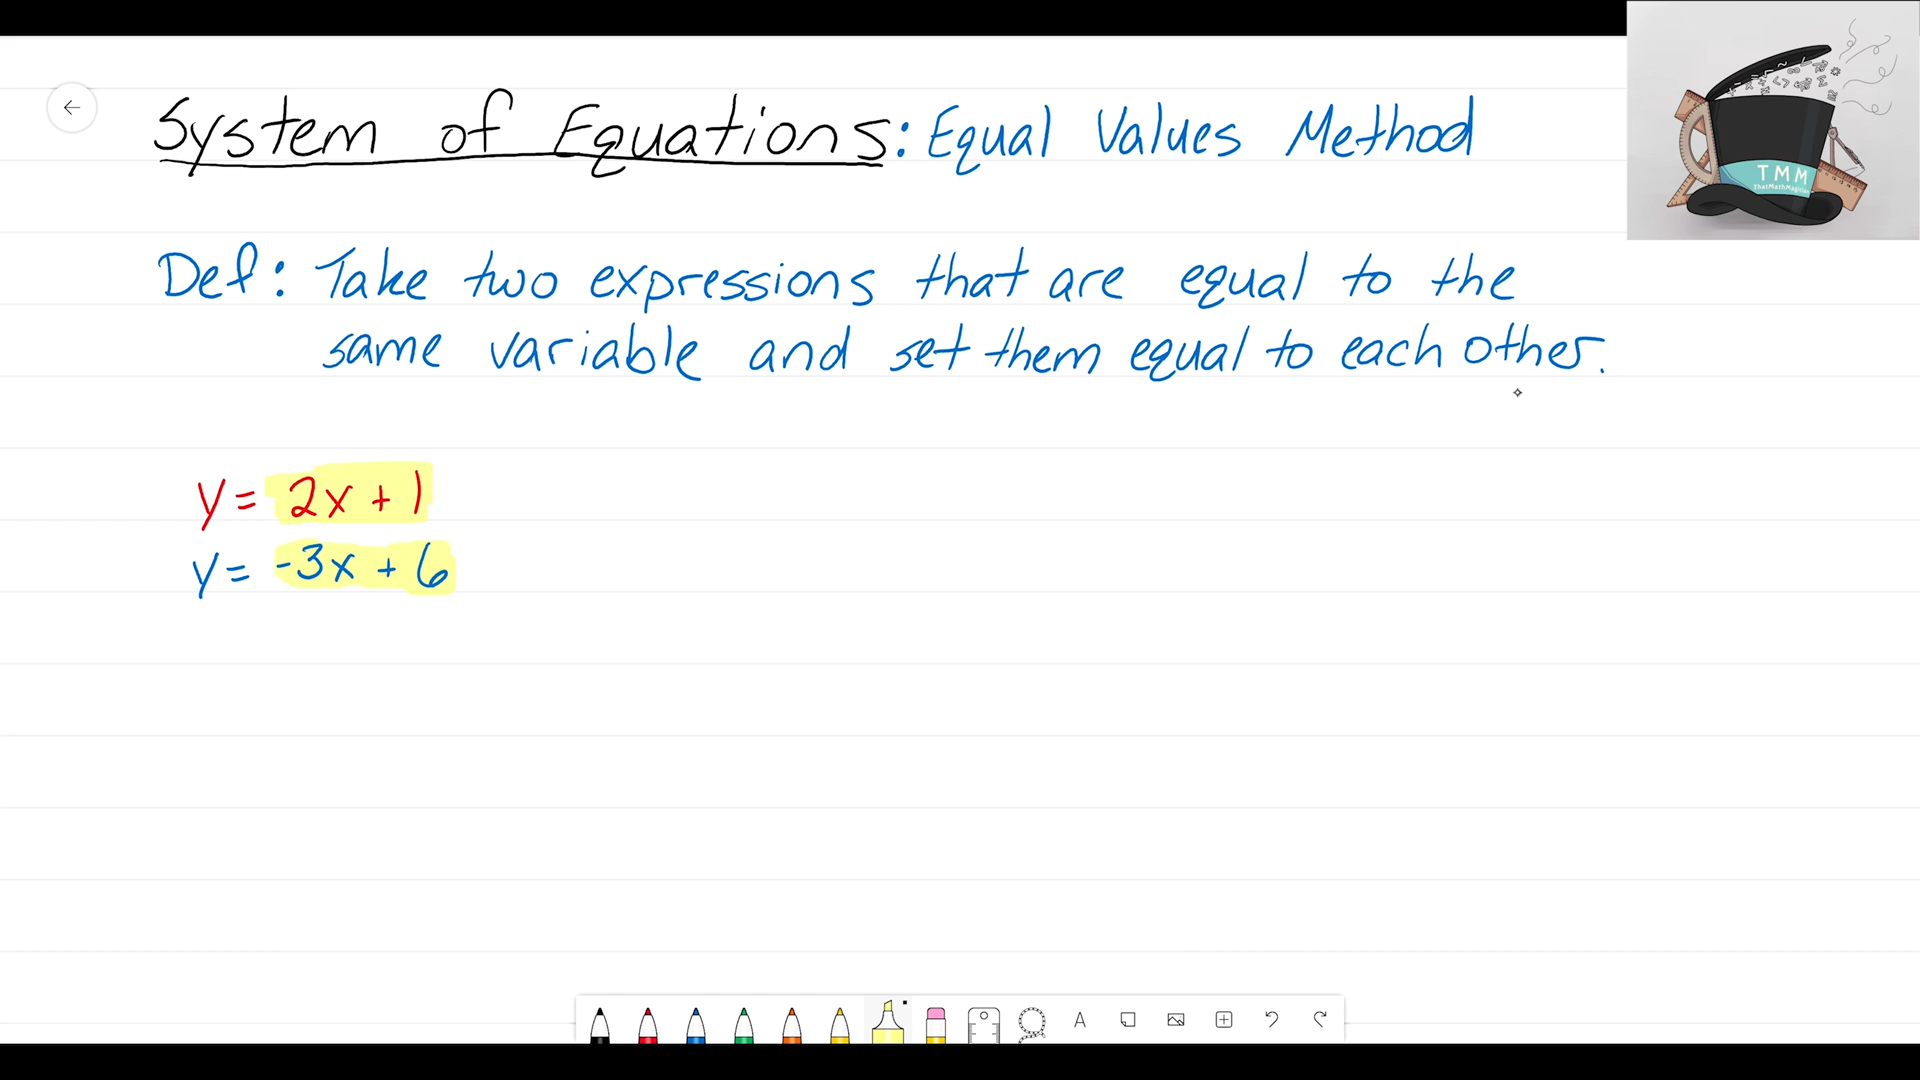 System of Equations: Equal Values Method
TMM
ThatMathMagician
Def: Take two expressions that are equal to the
same variable and set them equal to each other.
y = 2x + 1
y = -3x + 6
A